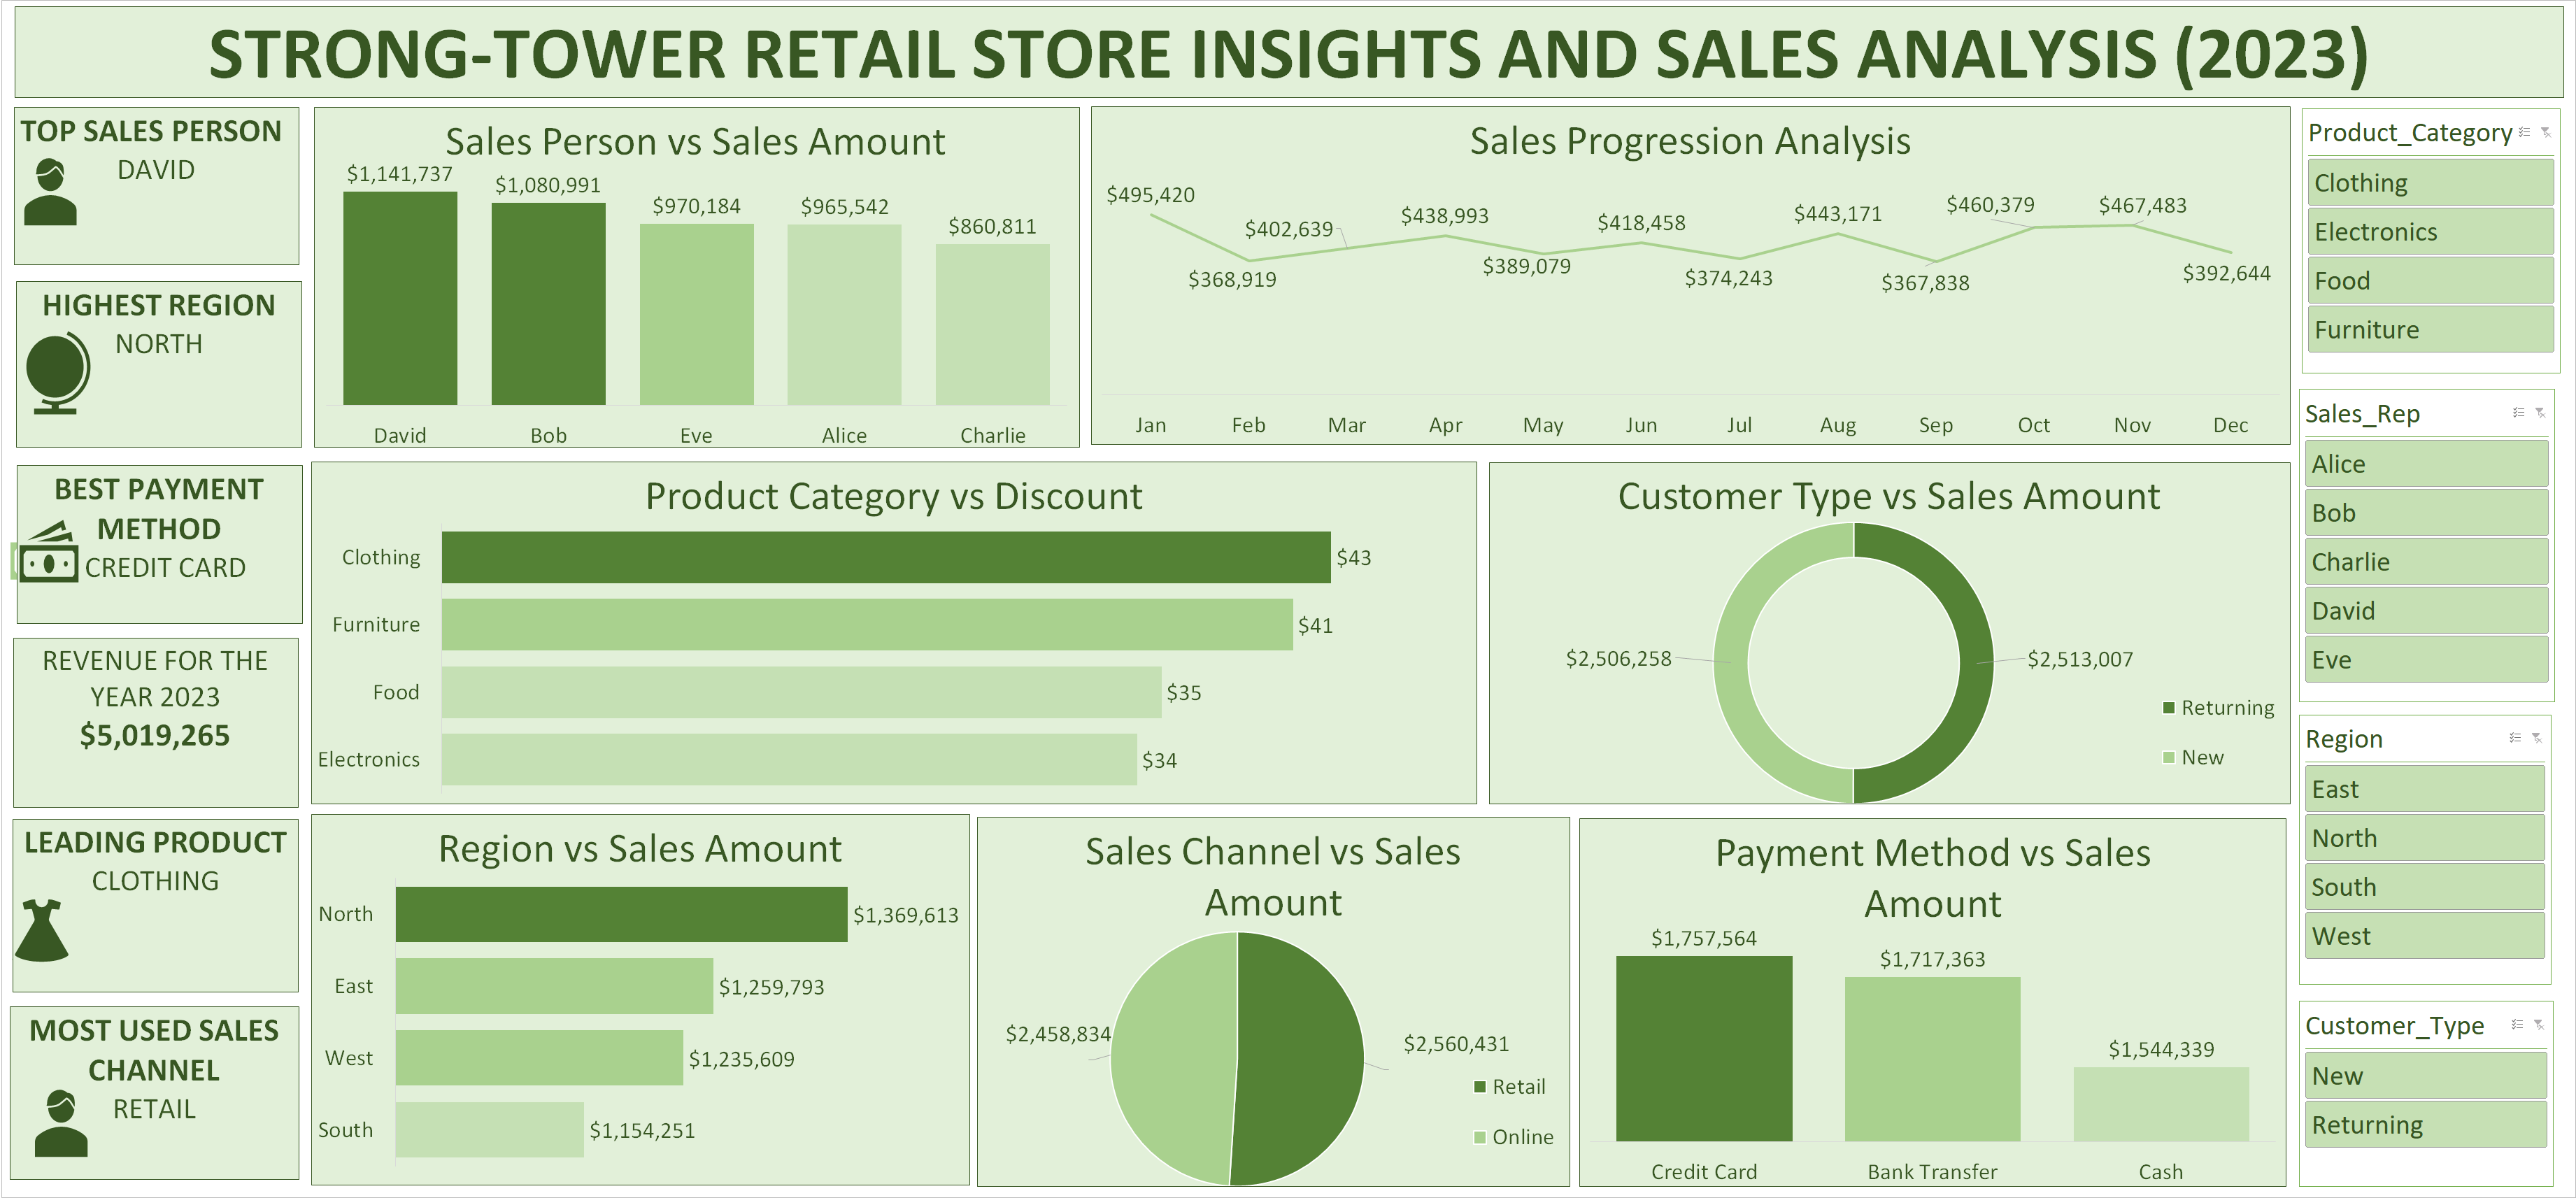 STRONG-TOWER RETAIL STORE INSIGHTS AND SALES ANALYSIS (2023)
TOP SALES PERSON
DAVID
HIGHEST REGION
NORTH
BEST PAYMENT
METHOD
CREDIT CARD
REVENUE FOR THE
YEAR 2023
$5,019,265
LEADING PRODUCT
CLOTHING
MOST USED SALES
CHANNEL
RETAIL
Sales Person vs Sales Amount
$1,141,737
$1,080,991
$970,184
$965,542
$860,811
David Bob Eve Alice Charlie
Sales Progression Analysis
$495,420
$368,919
$402,639
$438,993
$389,079
$418,458
$374,243
$443,171
$367,838
$460,379
$467,483
$392,644
Jan Feb Mar Apr May Jun Jul Aug Sep Oct Nov Dec
Product Category vs Discount
Clothing $43
Furniture $41
Food $35
Electronics $34
Customer Type vs Sales Amount
$2,506,258
$2,513,007
Returning
New
Region vs Sales Amount
North $1,369,613
East $1,259,793
West $1,235,609
South $1,154,251
Sales Channel vs Sales
Amount
$2,458,834
$2,560,431
Retail
Online
Payment Method vs Sales
Amount
$1,757,564
$1,717,363
$1,544,339
Credit Card Bank Transfer Cash
Product_Category
Clothing
Electronics
Food
Furniture
Sales_Rep
Alice
Bob
Charlie
David
Eve
Region
East
North
South
West
Customer_Type
New
Returning